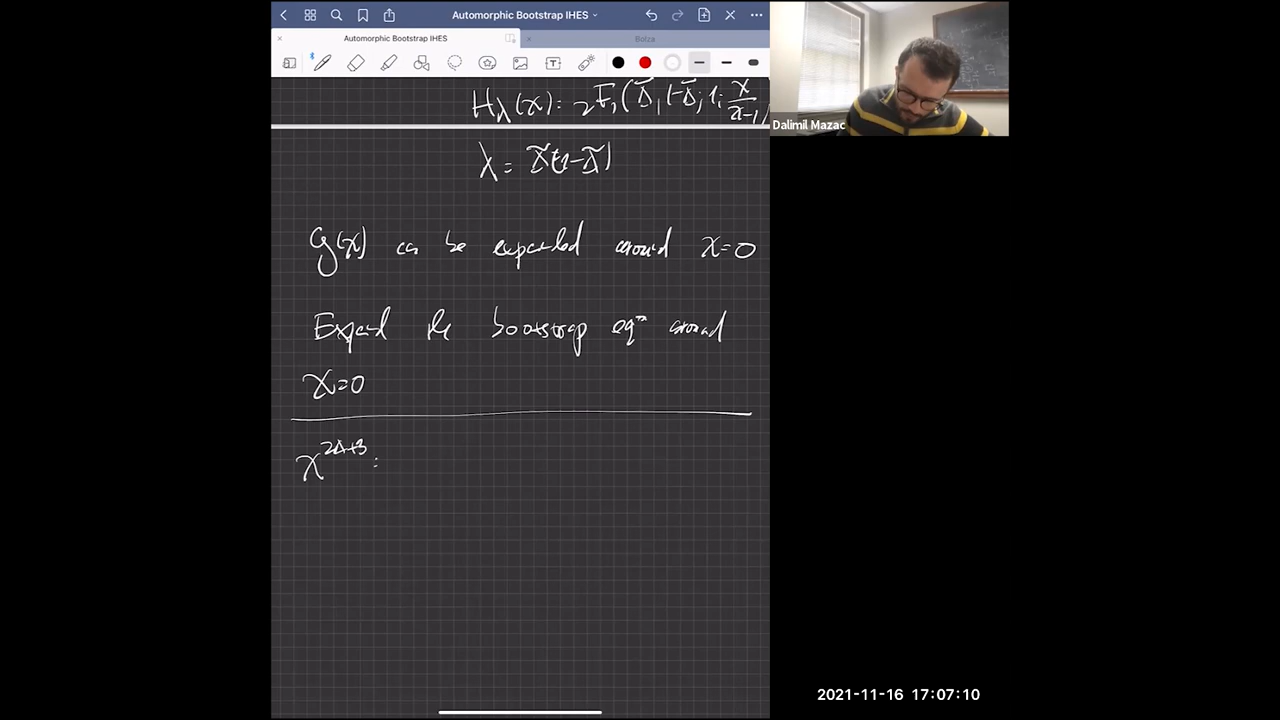 Automorphic Bootstrap IHES
Automorphic Bootstrap IHES
Bolza
H_λ(x) = ₂F₁(Δ̃, 1-Δ̃; 1; x/(x-1))
Dalimil Mazac
λ = Δ̃(1-Δ̃)
g(x) can be expanded around x=0
Expand the bootstrap eqn around
x=0
x^{2Δ+3} :
2021-11-16 17:07:10